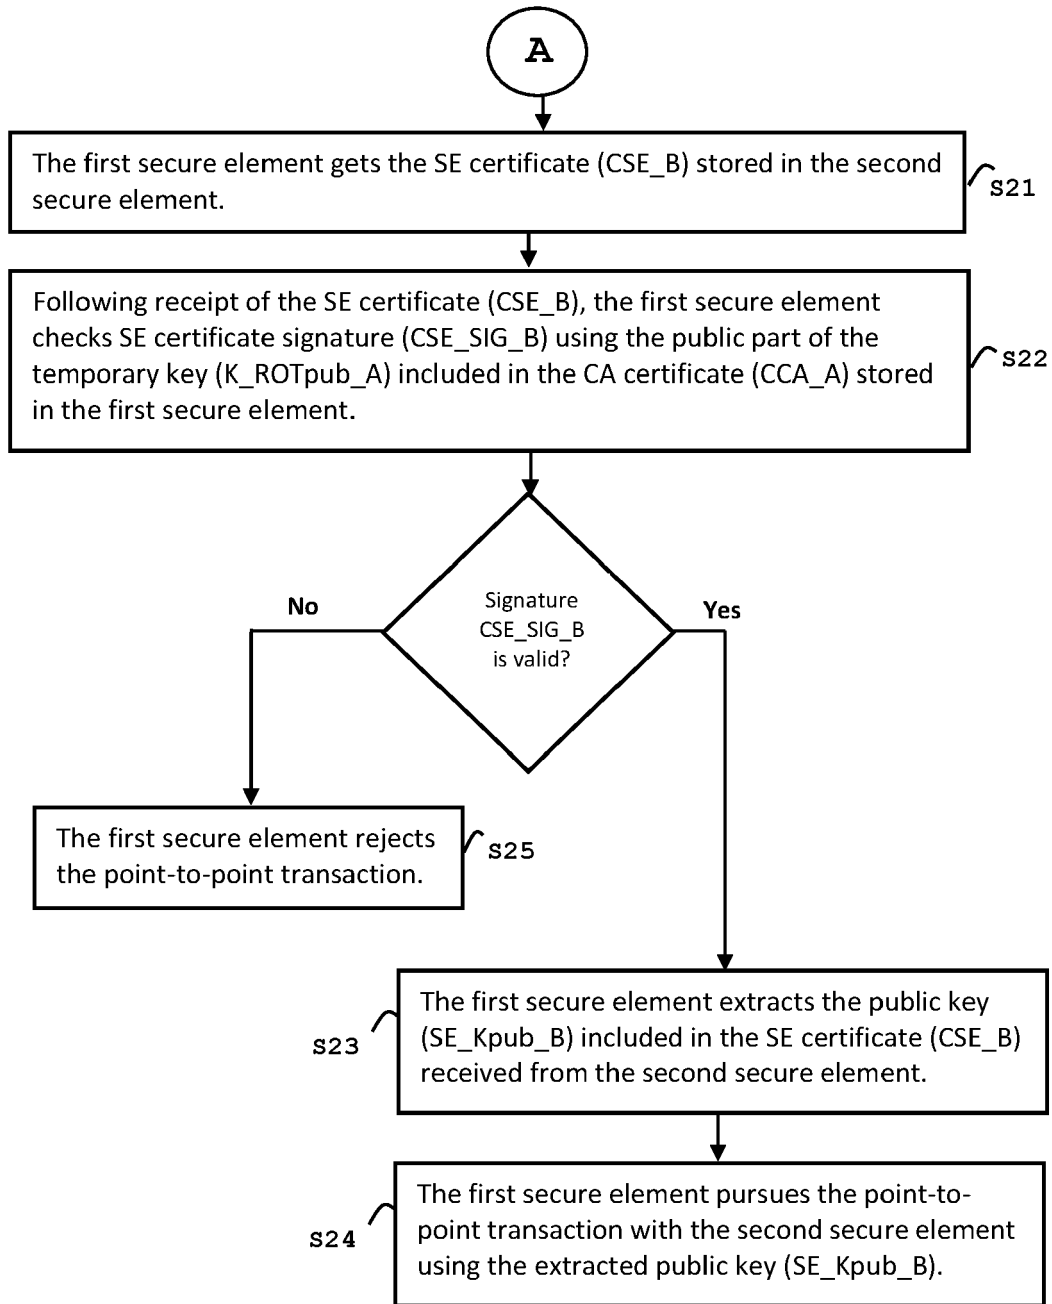 A
The first secure element gets the SE certificate (CSE_B) stored in the second
secure element.
S21
Following receipt of the SE certificate (CSE_B), the first secure element
checks SE certificate signature (CSE_SIG_B) using the public part of the
temporary key (K_ROTpub_A) included in the CA certificate (CCA_A) stored
in the first secure element.
S22
Signature
CSE_SIG_B
is valid?
No
Yes
The first secure element rejects
the point-to-point transaction.
S25
The first secure element extracts the public key
(SE_Kpub_B) included in the SE certificate (CSE_B)
received from the second secure element.
S23
The first secure element pursues the point-to-
point transaction with the second secure element
using the extracted public key (SE_Kpub_B).
S24